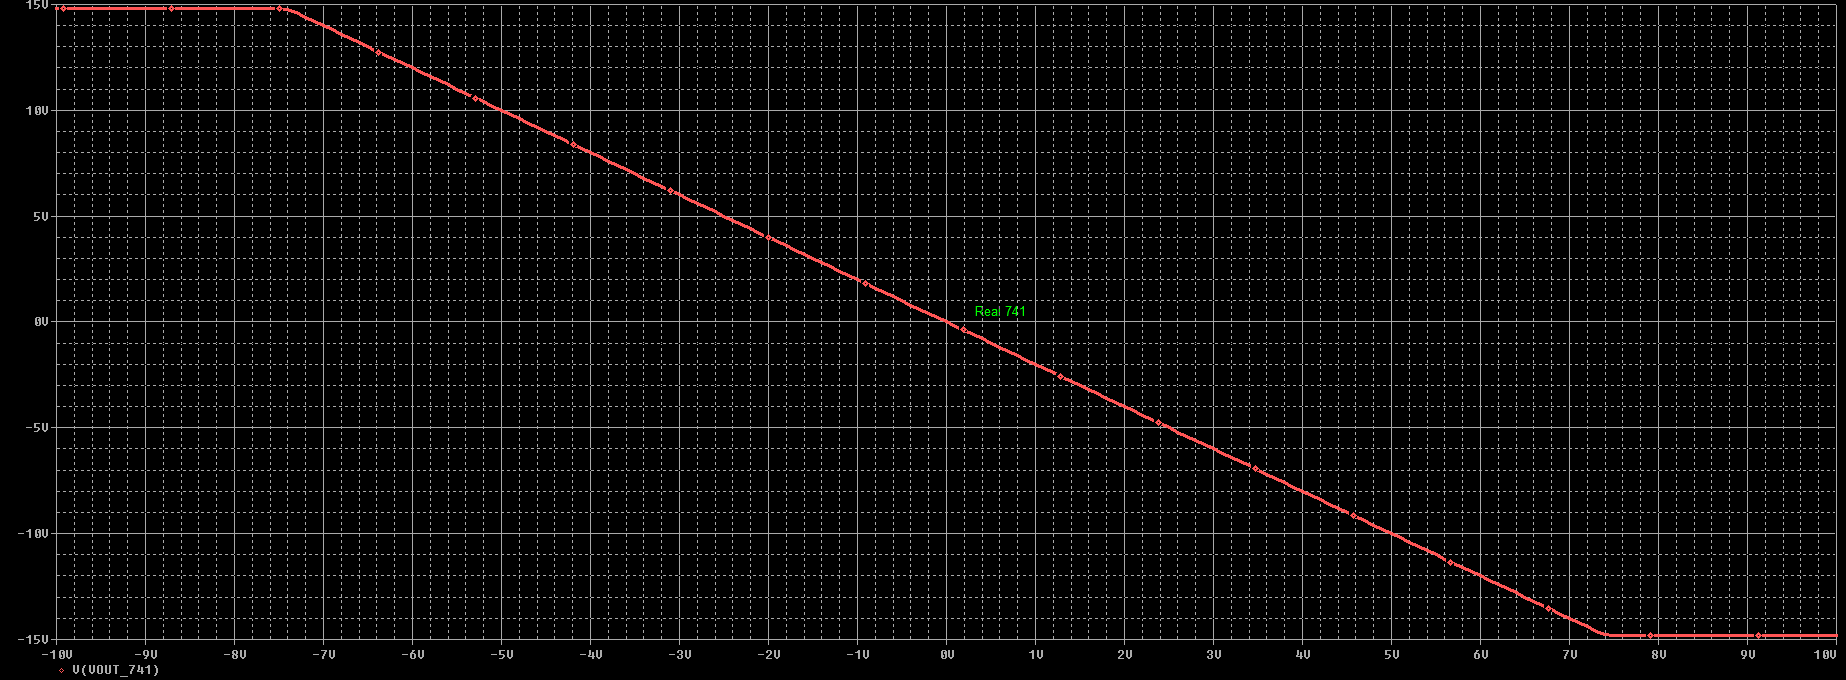 15V
10V
5V
0V
-5V
-10V
-15V
Real 741
-10V -9V -8V -7V -6V -5V -4V -3V -2V -1V 0V 1V 2V 3V 4V 5V 6V 7V 8V 9V 10V
V(VOUT_741)